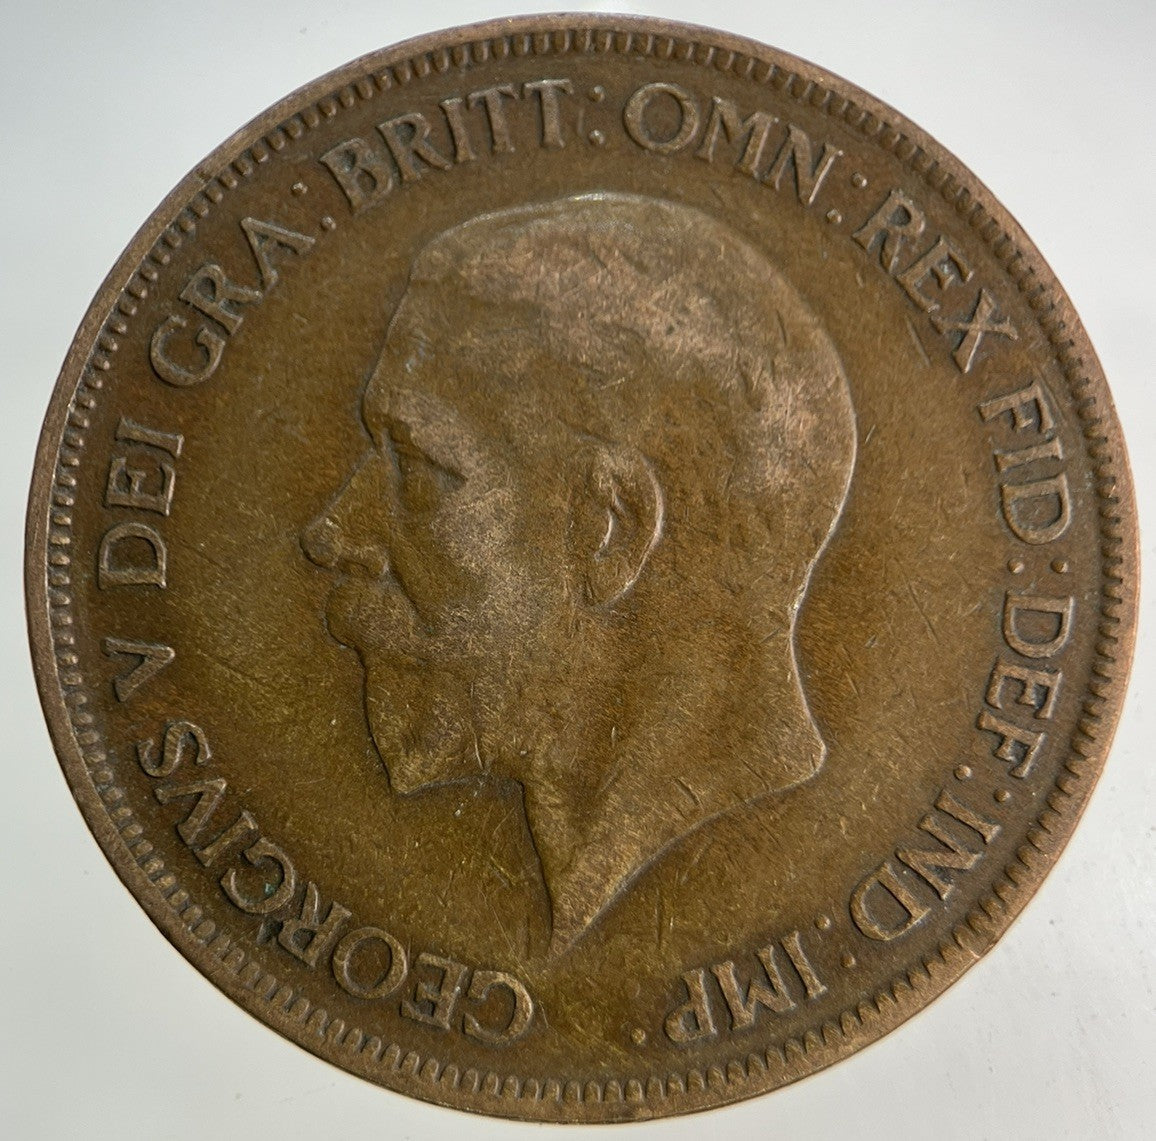 GEORGIVS V DEI GRA: BRITT: OMN: REX FID: DEF: IND: IMP.